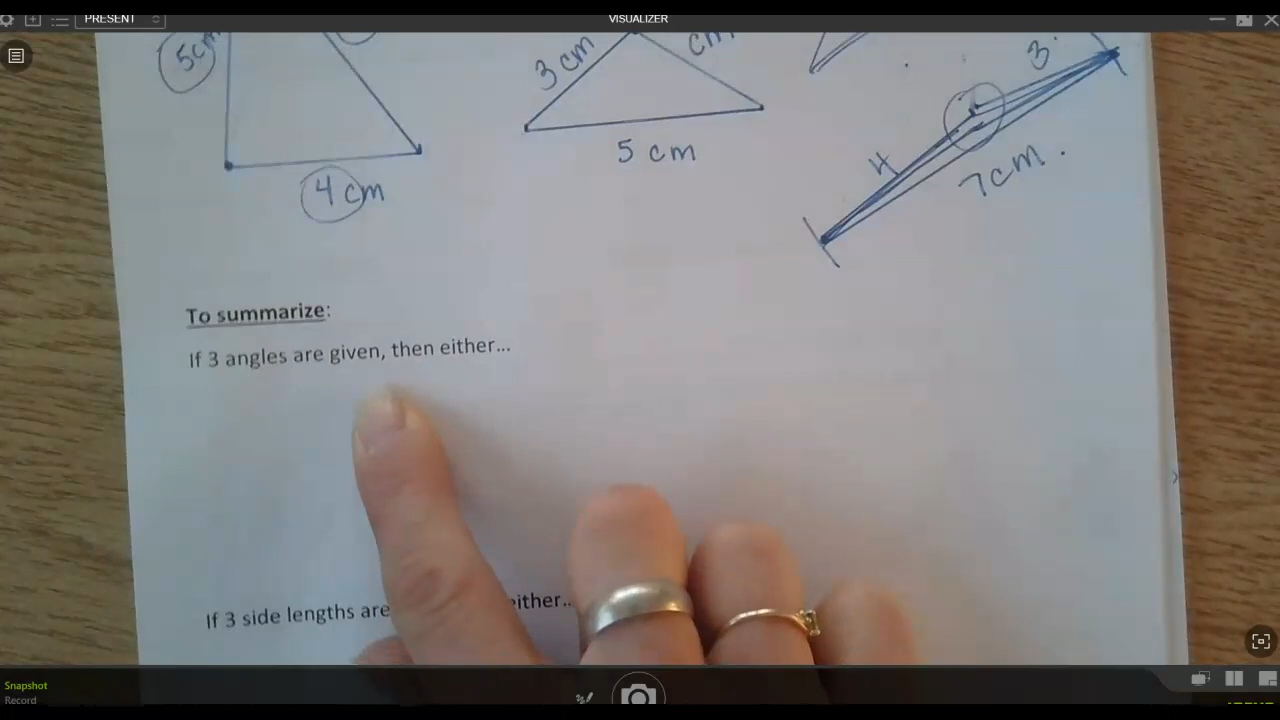 PRESENT
VISUALIZER
5cm
3 cm
cm
3
4 cm
5 cm
4
7cm.
To summarize:
If 3 angles are given, then either...
If 3 side lengths are
either...
Snapshot
Record